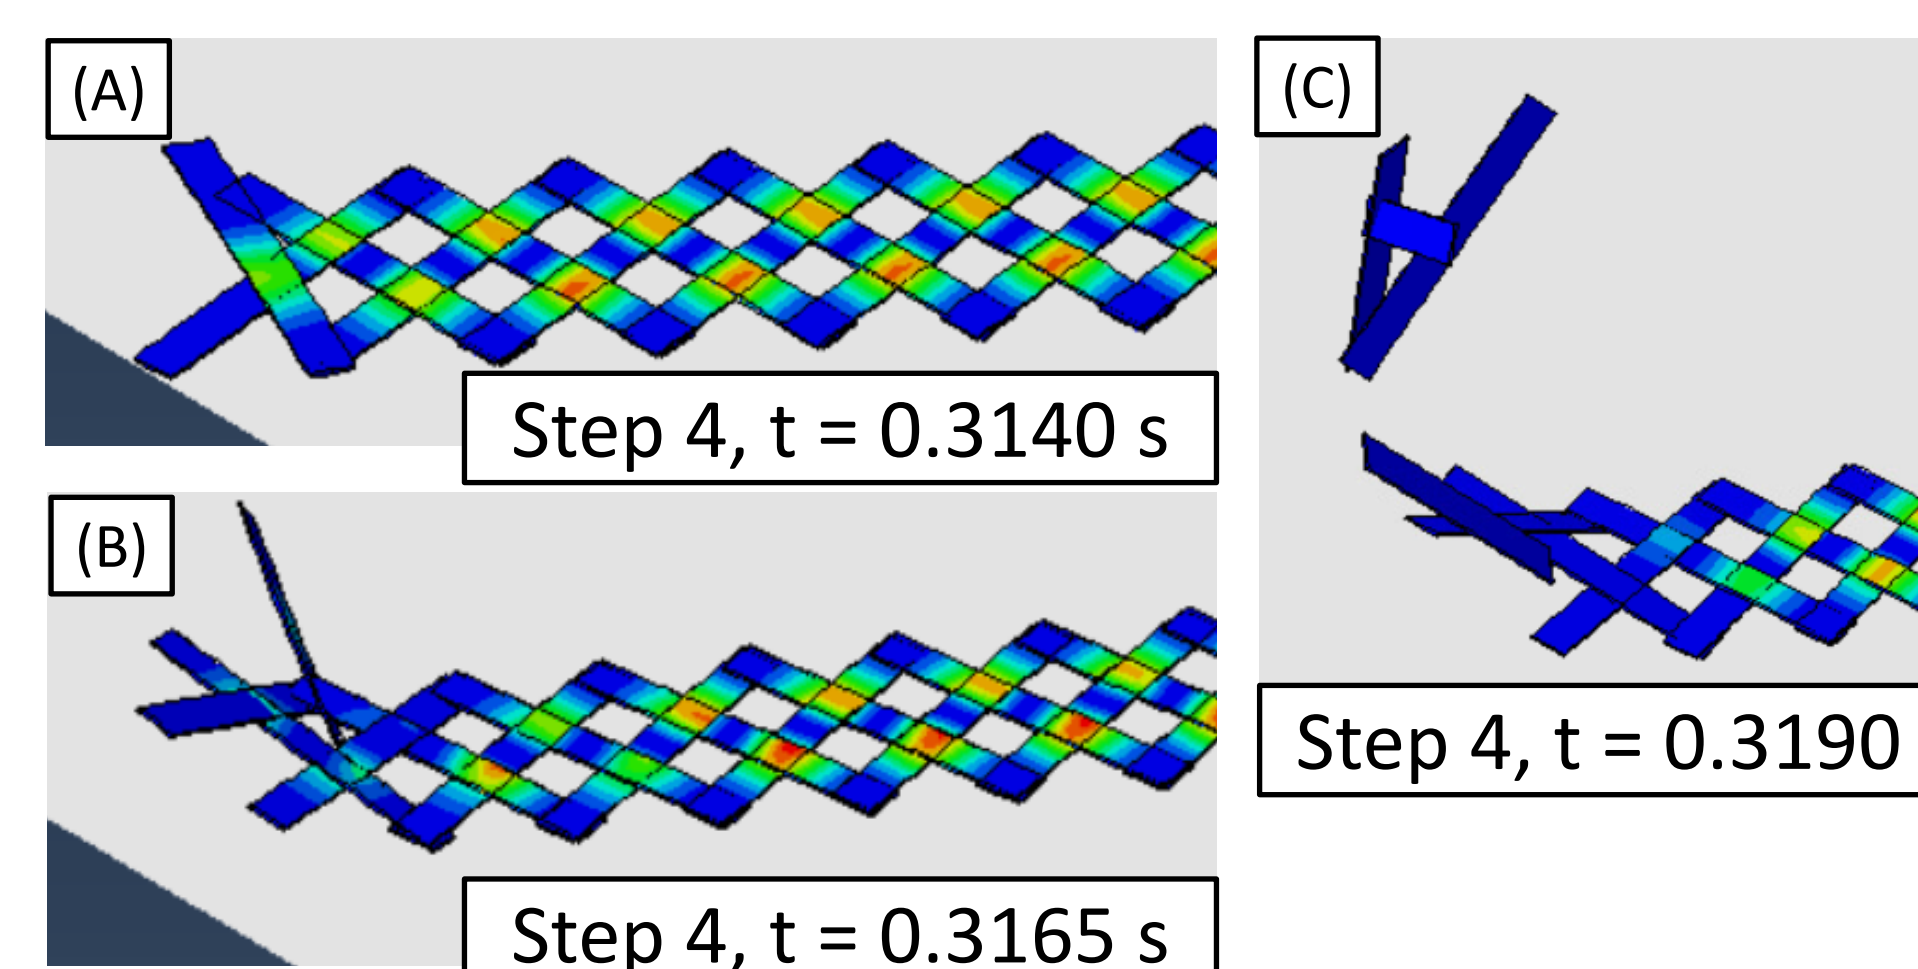 (A)
Step 4, t = 0.3140 s
(B)
Step 4, t = 0.3165 s
(C)
Step 4, t = 0.3190